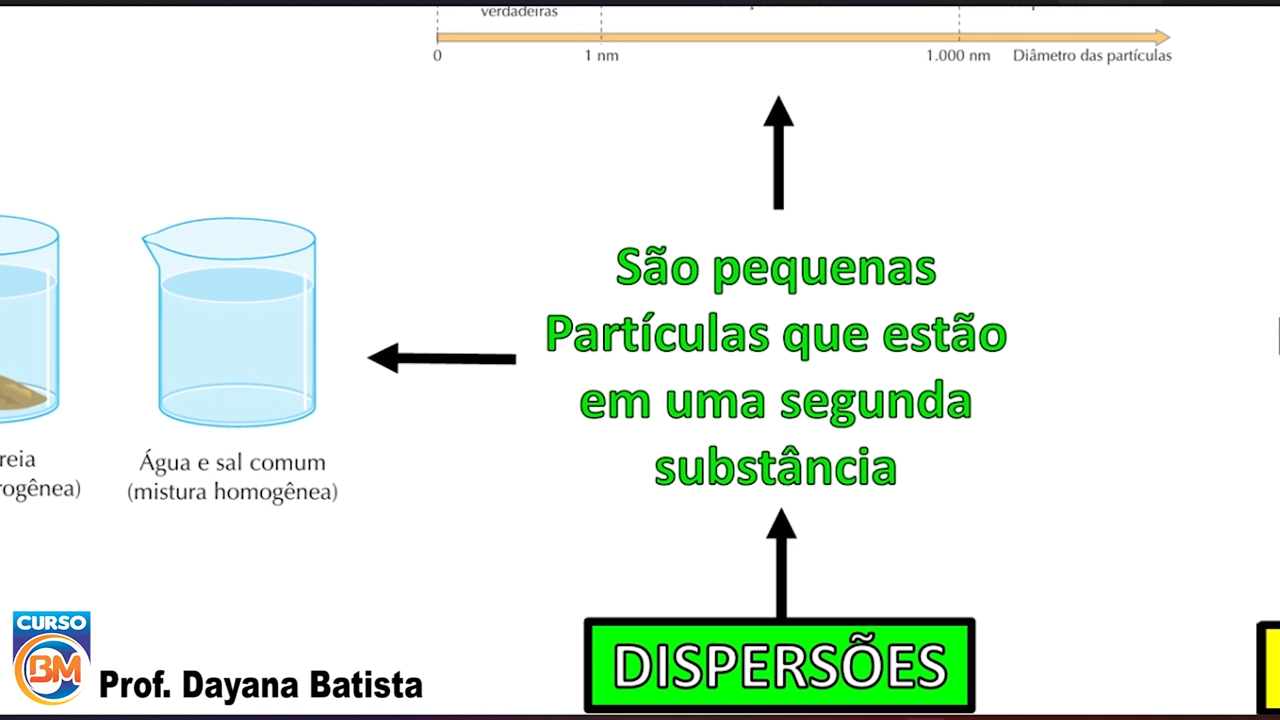 verdadeiras
0 1 nm 1.000 nm Diâmetro das partículas
São pequenas
Partículas que estão
em uma segunda
substância
reia
rogênea)
Água e sal comum
(mistura homogênea)
DISPERSÕES
CURSO
BM
Prof. Dayana Batista